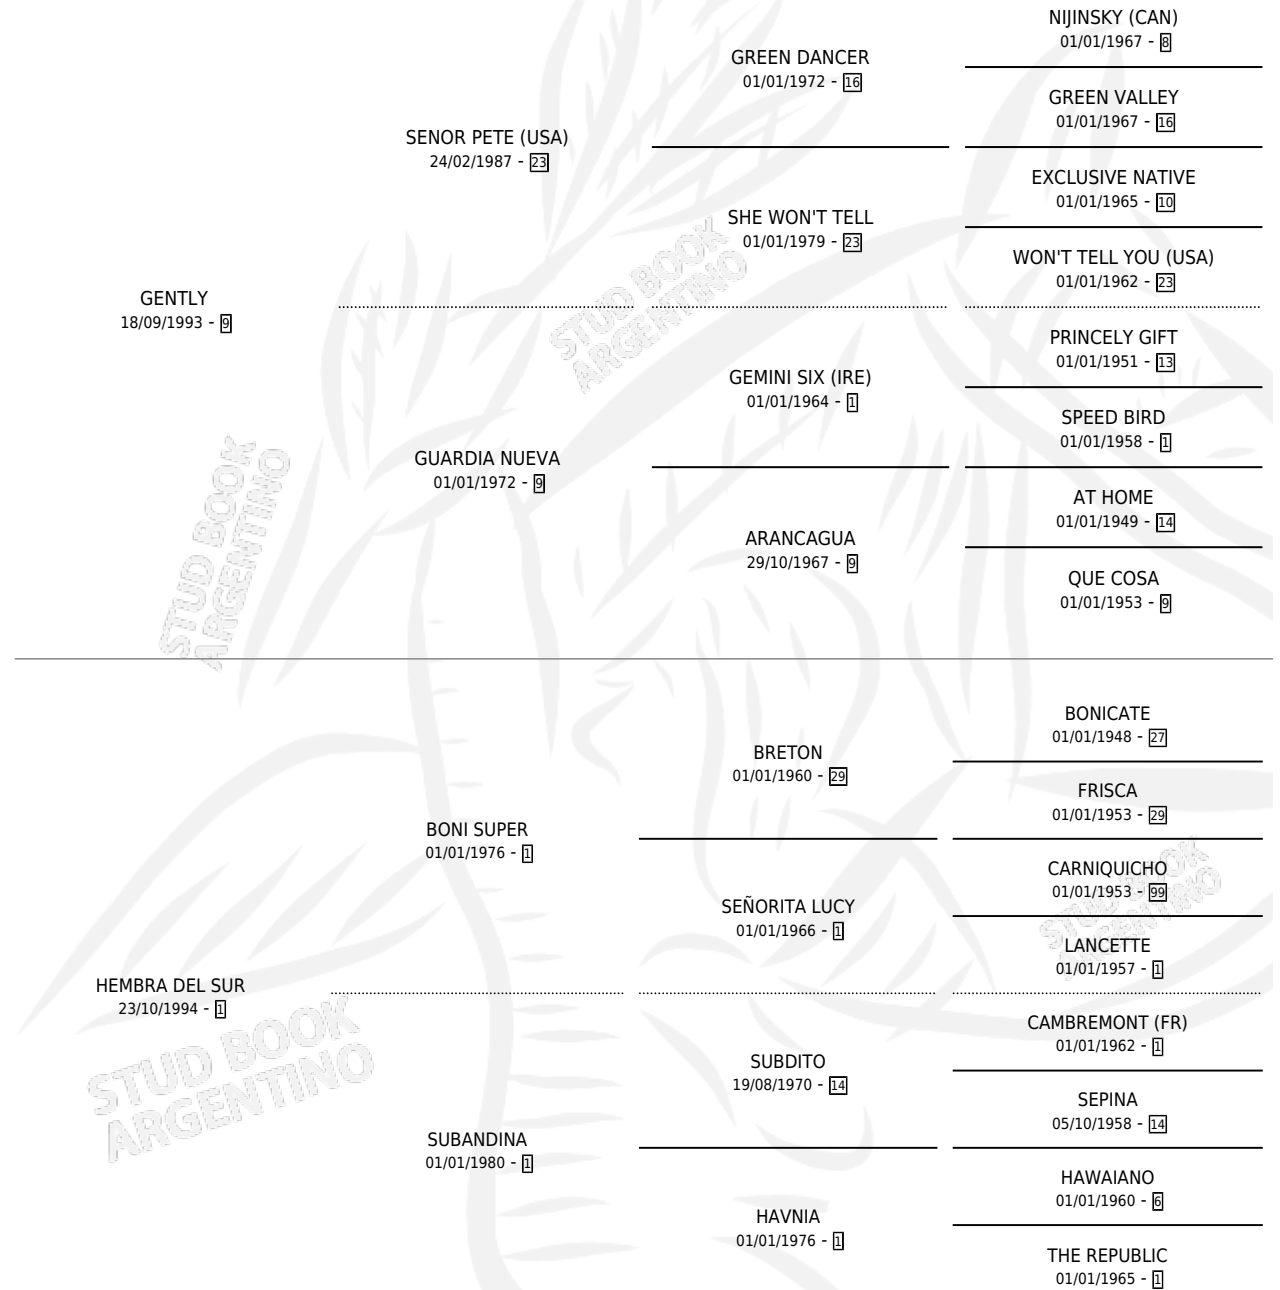 NIJINSKY (CAN)
01/01/1967 - 8
GREEN DANCER
01/01/1972 - 16
GREEN VALLEY
01/01/1967 - 16
SENOR PETE (USA)
24/02/1987 - 23
EXCLUSIVE NATIVE
01/01/1965 - 10
SHE WON'T TELL
01/01/1979 - 23
WON'T TELL YOU (USA)
01/01/1962 - 23
GENTLY
18/09/1993 - 9
PRINCELY GIFT
01/01/1951 - 13
GEMINI SIX (IRE)
01/01/1964 - 1
SPEED BIRD
01/01/1958 - 1
GUARDIA NUEVA
01/01/1972 - 9
AT HOME
01/01/1949 - 14
ARANCAGUA
29/10/1967 - 9
QUE COSA
01/01/1953 - 9
BONICATE
01/01/1948 - 27
BRETON
01/01/1960 - 29
FRISCA
01/01/1953 - 29
BONI SUPER
01/01/1976 - 1
CARNIQUICHO
01/01/1953 - 99
SEÑORITA LUCY
01/01/1966 - 1
LANCETTE
01/01/1957 - 1
HEMBRA DEL SUR
23/10/1994 - 1
CAMBREMONT (FR)
01/01/1962 - 1
SUBDITO
19/08/1970 - 14
SEPINA
05/10/1958 - 14
SUBANDINA
01/01/1980 - 1
HAWAIANO
01/01/1960 - 6
HAVNIA
01/01/1976 - 1
THE REPUBLIC
01/01/1965 - 1
STUD BOOK
ARGENTINO
STUD BOOK
ARGENTINO
STUD BOOK
ARGENTINO
STUD BOOK
ARGENTINO